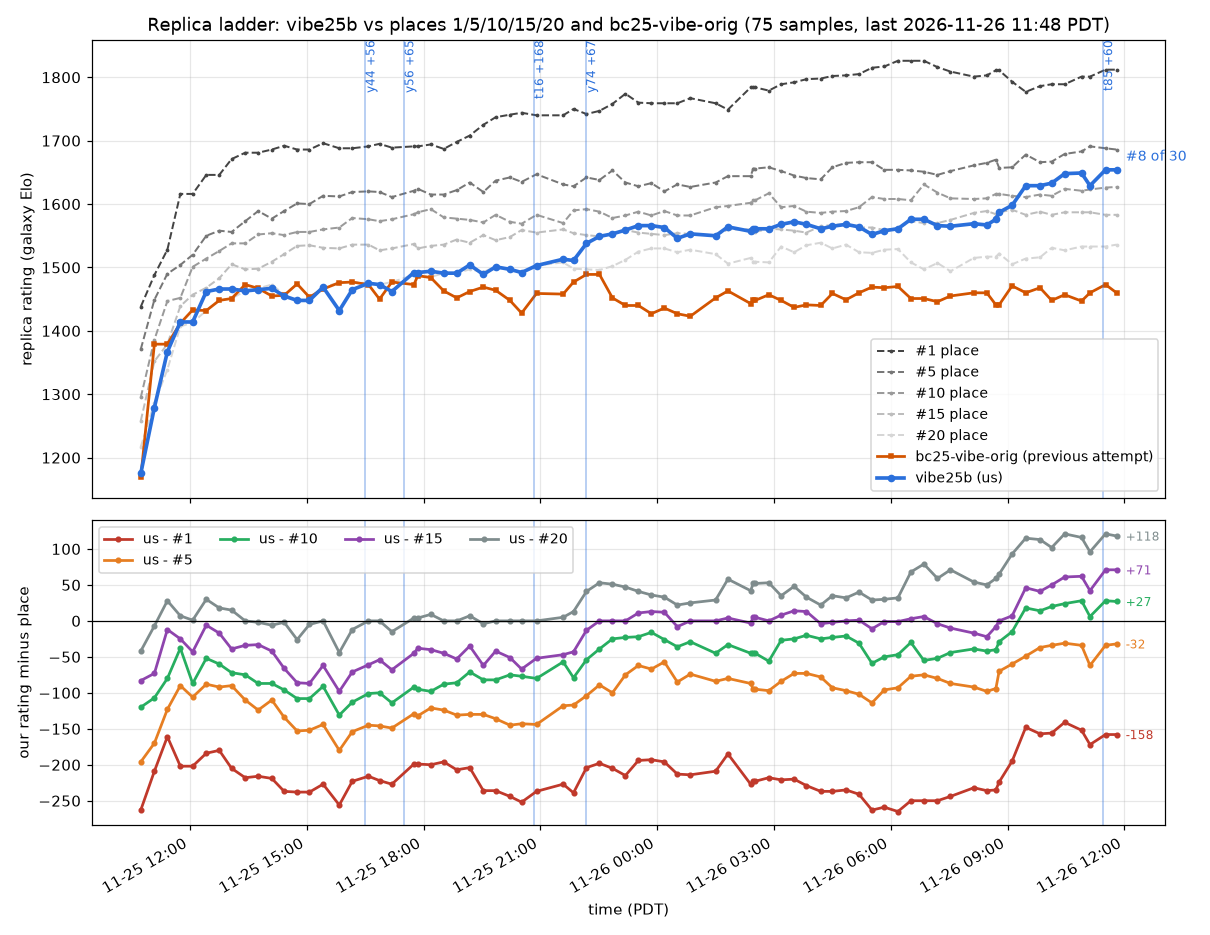 Replica ladder: vibe25b vs places 1/5/10/15/20 and bc25-vibe-orig (75 samples, last 2026-11-26 11:48 PDT)
replica rating (galaxy Elo)
1800
1700
1600
1500
1400
1300
1200
y44 +56
y56 +65
t16 +168
y74 +67
t85 +60
#8 of 30
#1 place
#5 place
#10 place
#15 place
#20 place
bc25-vibe-orig (previous attempt)
vibe25b (us)
our rating minus place
100
50
0
−50
−100
−150
−200
−250
us - #1
us - #5
us - #10
us - #15
us - #20
+118
+71
+27
-32
-158
11-25 12:00
11-25 15:00
11-25 18:00
11-25 21:00
11-26 00:00
11-26 03:00
11-26 06:00
11-26 09:00
11-26 12:00
time (PDT)